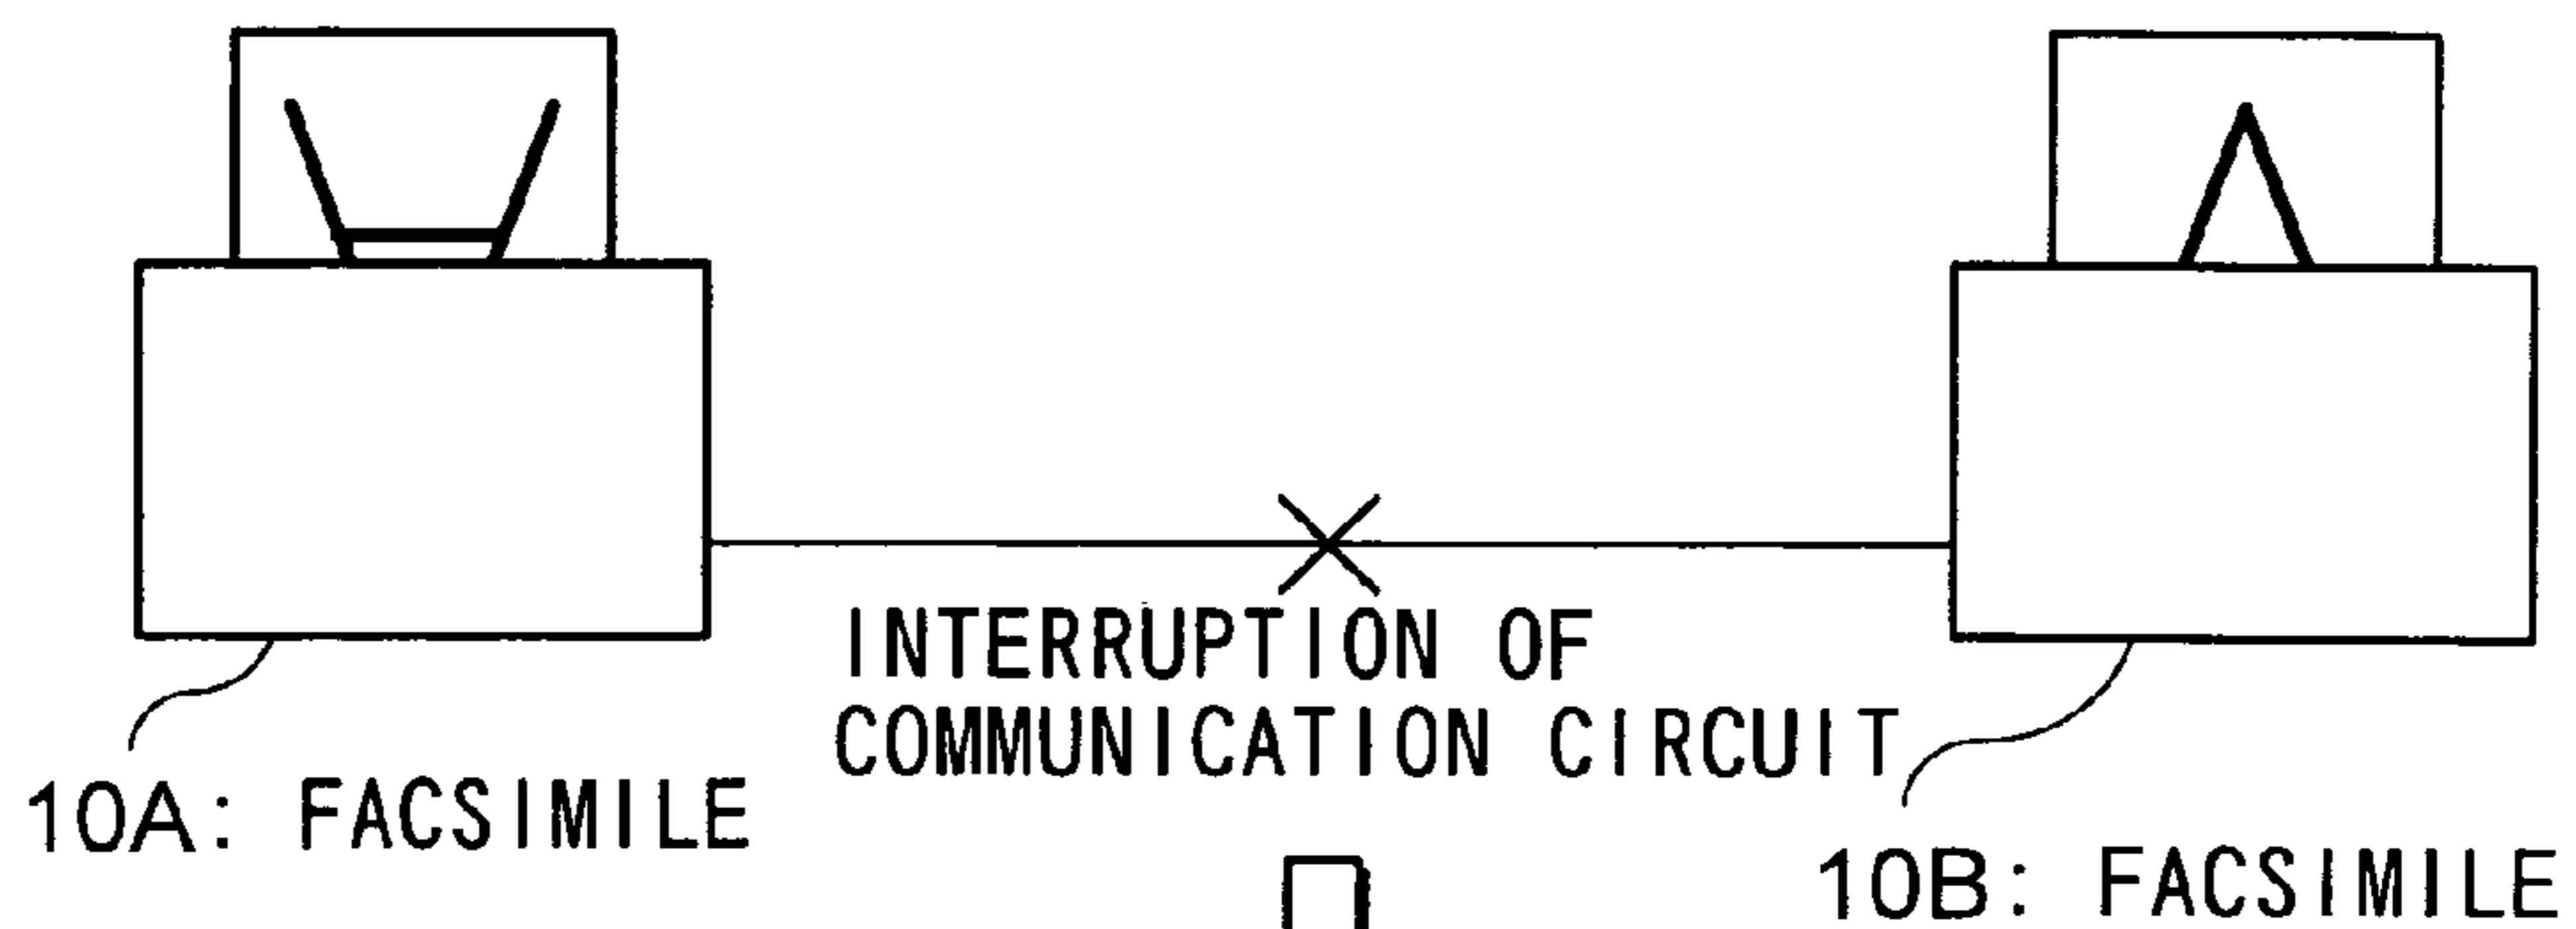 INTERRUPTION OF
COMMUNICATION CIRCUIT
10A: FACSIMILE
10B: FACSIMILE